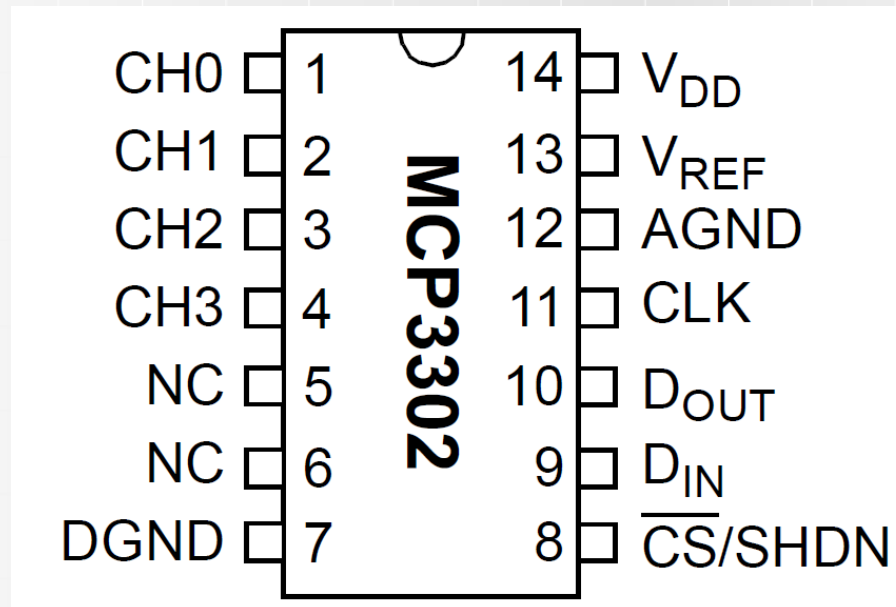 CH0 1 14 VDD
CH1 2 13 VREF
CH2 3 12 AGND
CH3 4 11 CLK
NC 5 10 DOUT
NC 6 9 DIN
DGND 7 8 C̅S̅/SHDN
MCP3302